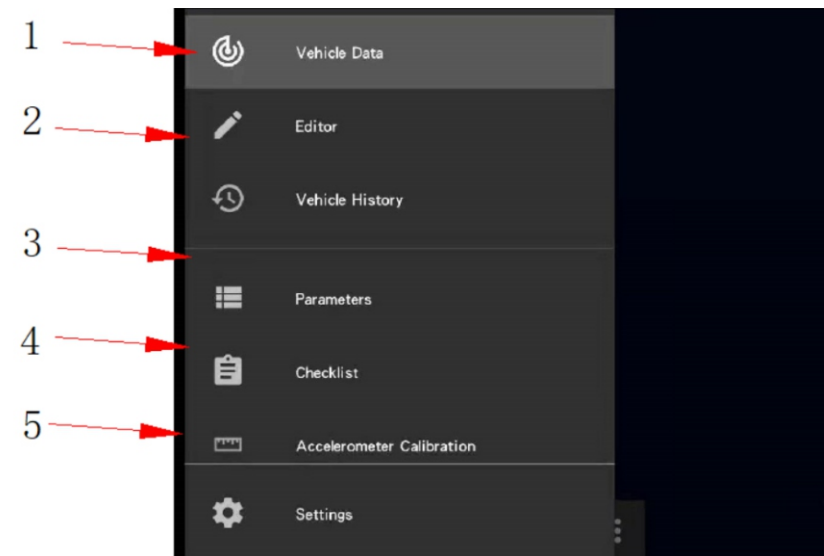 1
Vehicle Data
2
Editor
Vehicle History
3
Parameters
4
Checklist
5
Accelerometer Calibration
Settings